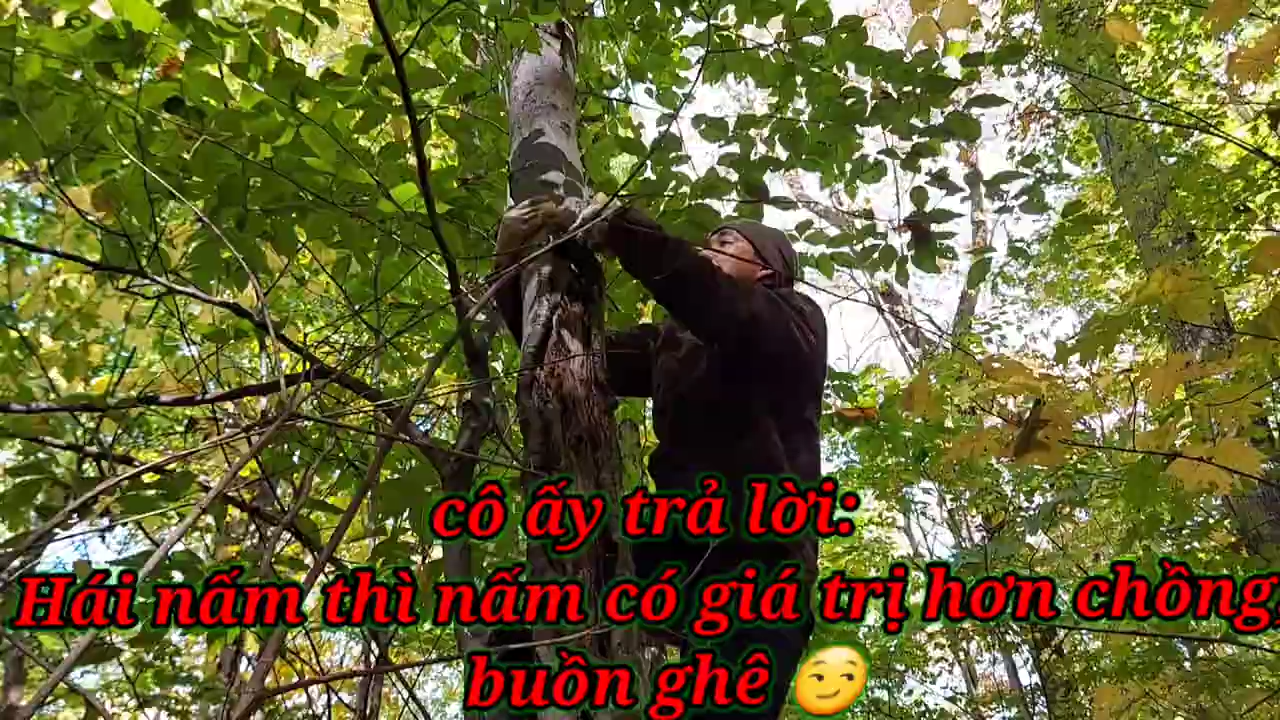 cô ấy trả lời:
Hái nấm thì nấm có giá trị hơn chồng,
buồn ghê 😏